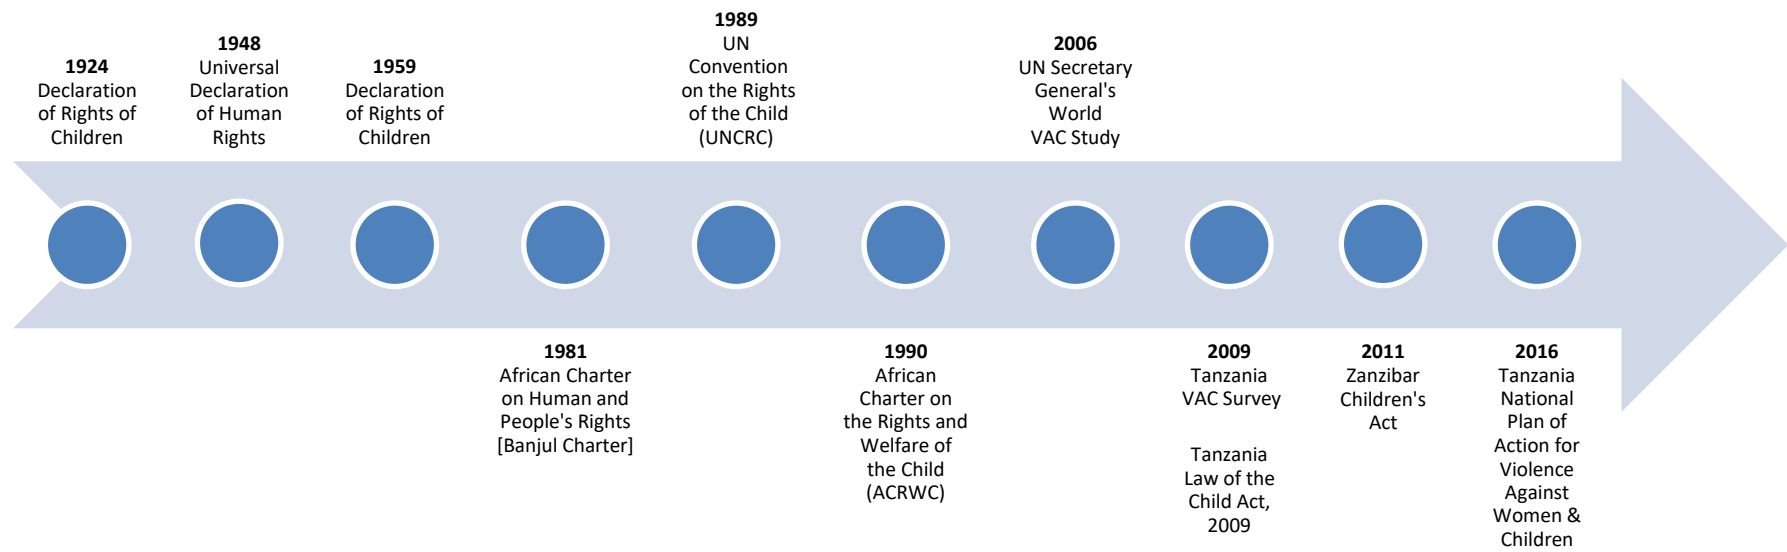 1924
Declaration
of Rights of
Children
1948
Universal
Declaration
of Human
Rights
1959
Declaration
of Rights of
Children
1981
African Charter
on Human and
People's Rights
[Banjul Charter]
1989
UN
Convention
on the Rights
of the Child
(UNCRC)
1990
African
Charter on
the Rights and
Welfare of
the Child
(ACRWC)
2006
UN Secretary
General's
World
VAC Study
2009
Tanzania
VAC Survey
Tanzania
Law of the
Child Act,
2009
2011
Zanzibar
Children's
Act
2016
Tanzania
National
Plan of
Action for
Violence
Against
Women &
Children